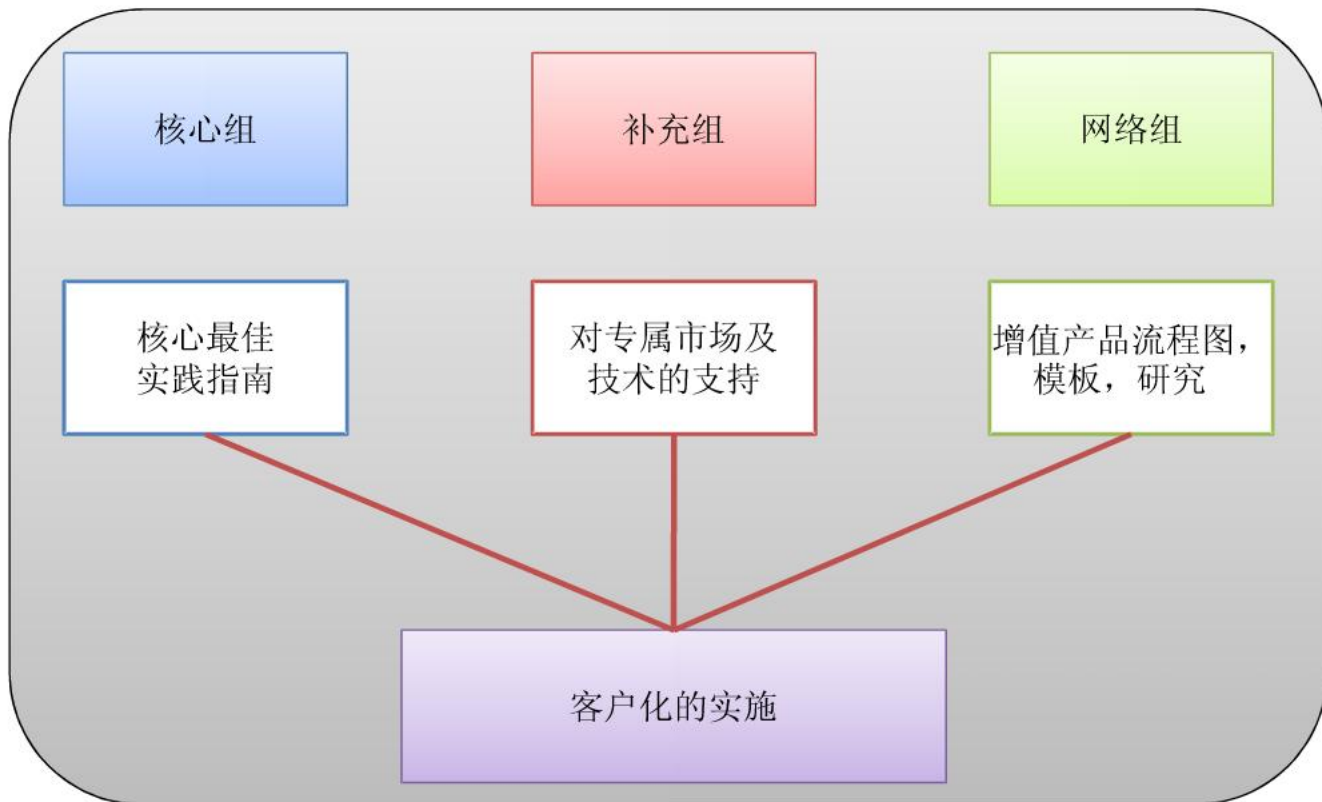 核心组
补充组
网络组
核心最佳
实践指南
对专属市场及
技术的支持
增值产品流程图，
模板，研究
客户化的实施